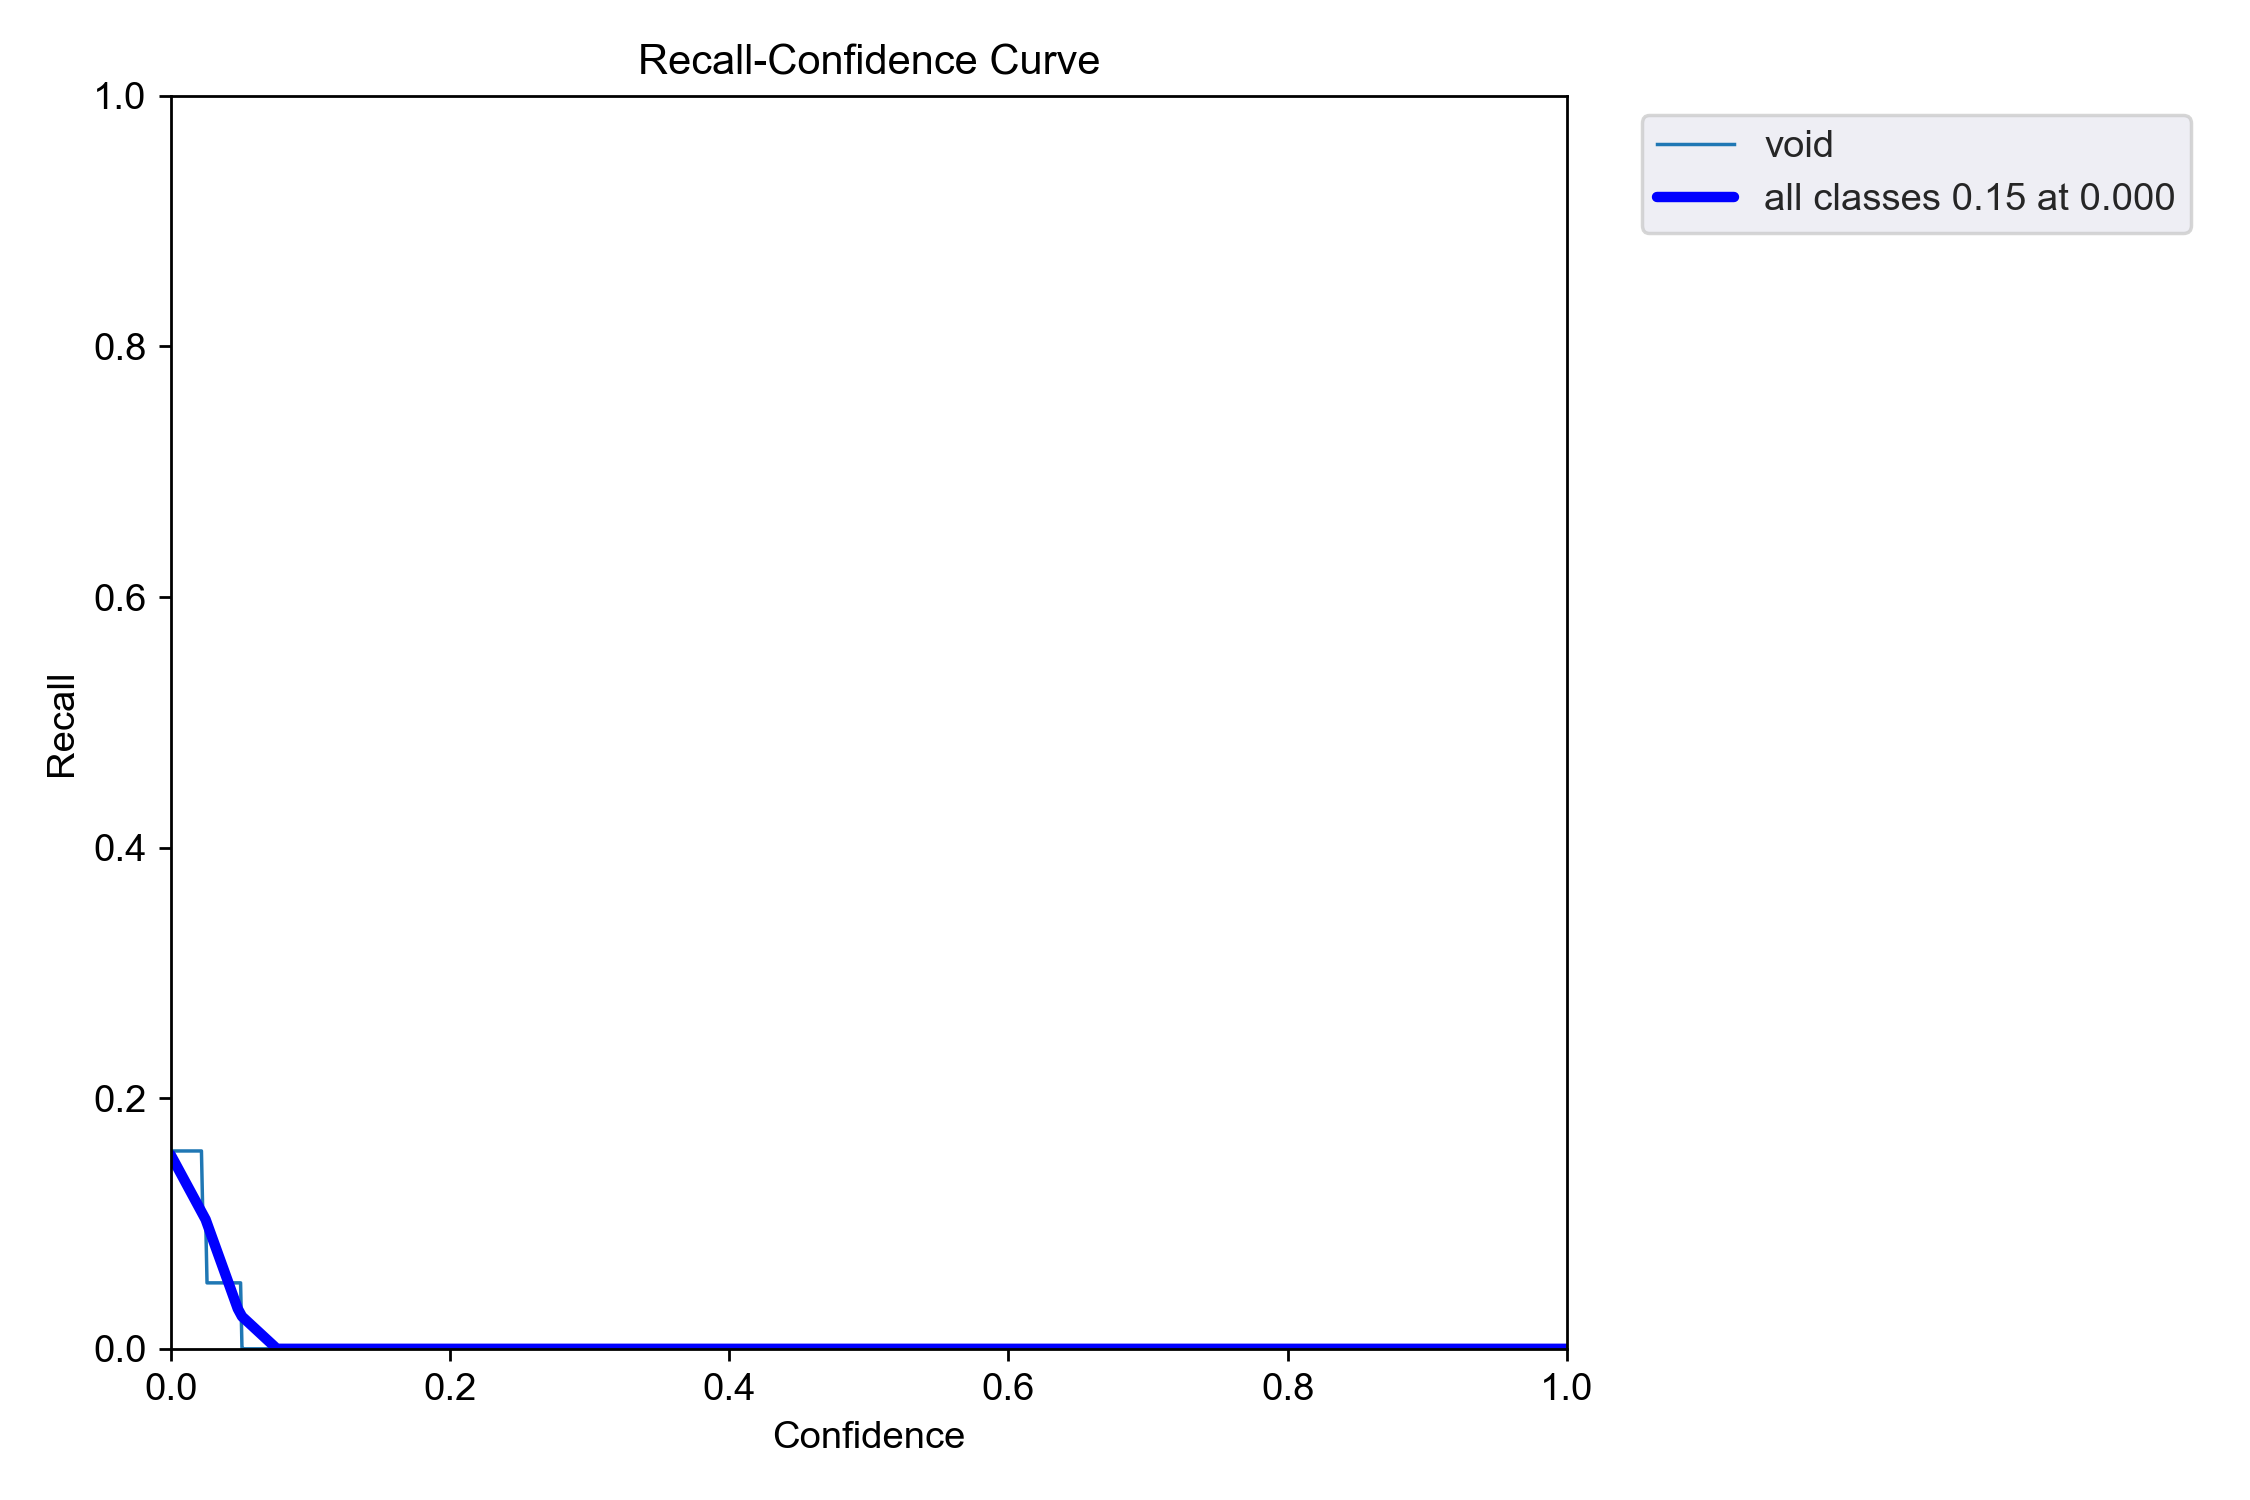 Recall-Confidence Curve
1.0
0.8
0.6
0.4
0.2
0.0
Recall
0.0 0.2 0.4 0.6 0.8 1.0
Confidence
void
all classes 0.15 at 0.000